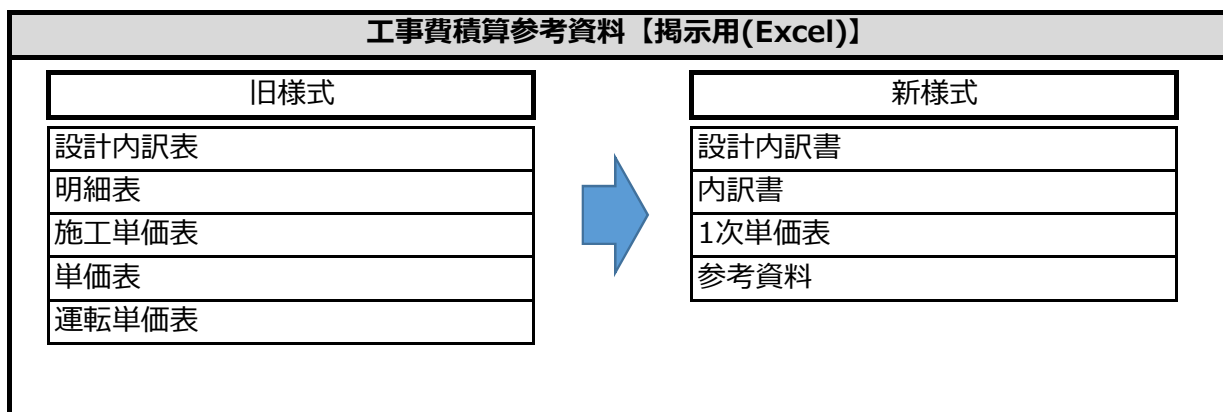 工事費積算参考資料【掲示用(Excel)】
旧様式
設計内訳表
明細表
施工単価表
単価表
運転単価表
新様式
設計内訳書
内訳書
1次単価表
参考資料